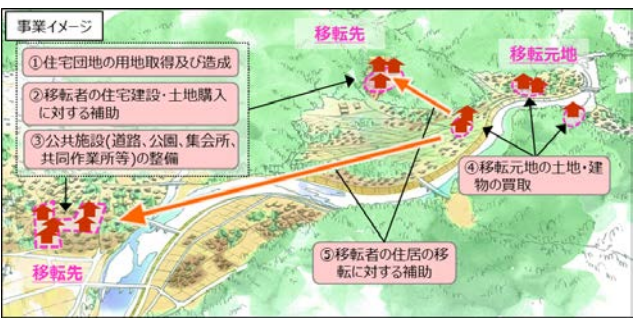 事業イメージ
①住宅団地の用地取得及び造成
②移転者の住宅建設・土地購入
に対する補助
③公共施設(道路、公園、集会所、
共同作業所等)の整備
移転先
移転元地
④移転元地の土地・建
物の買取
⑤移転者の住居の移
転に対する補助
移転先